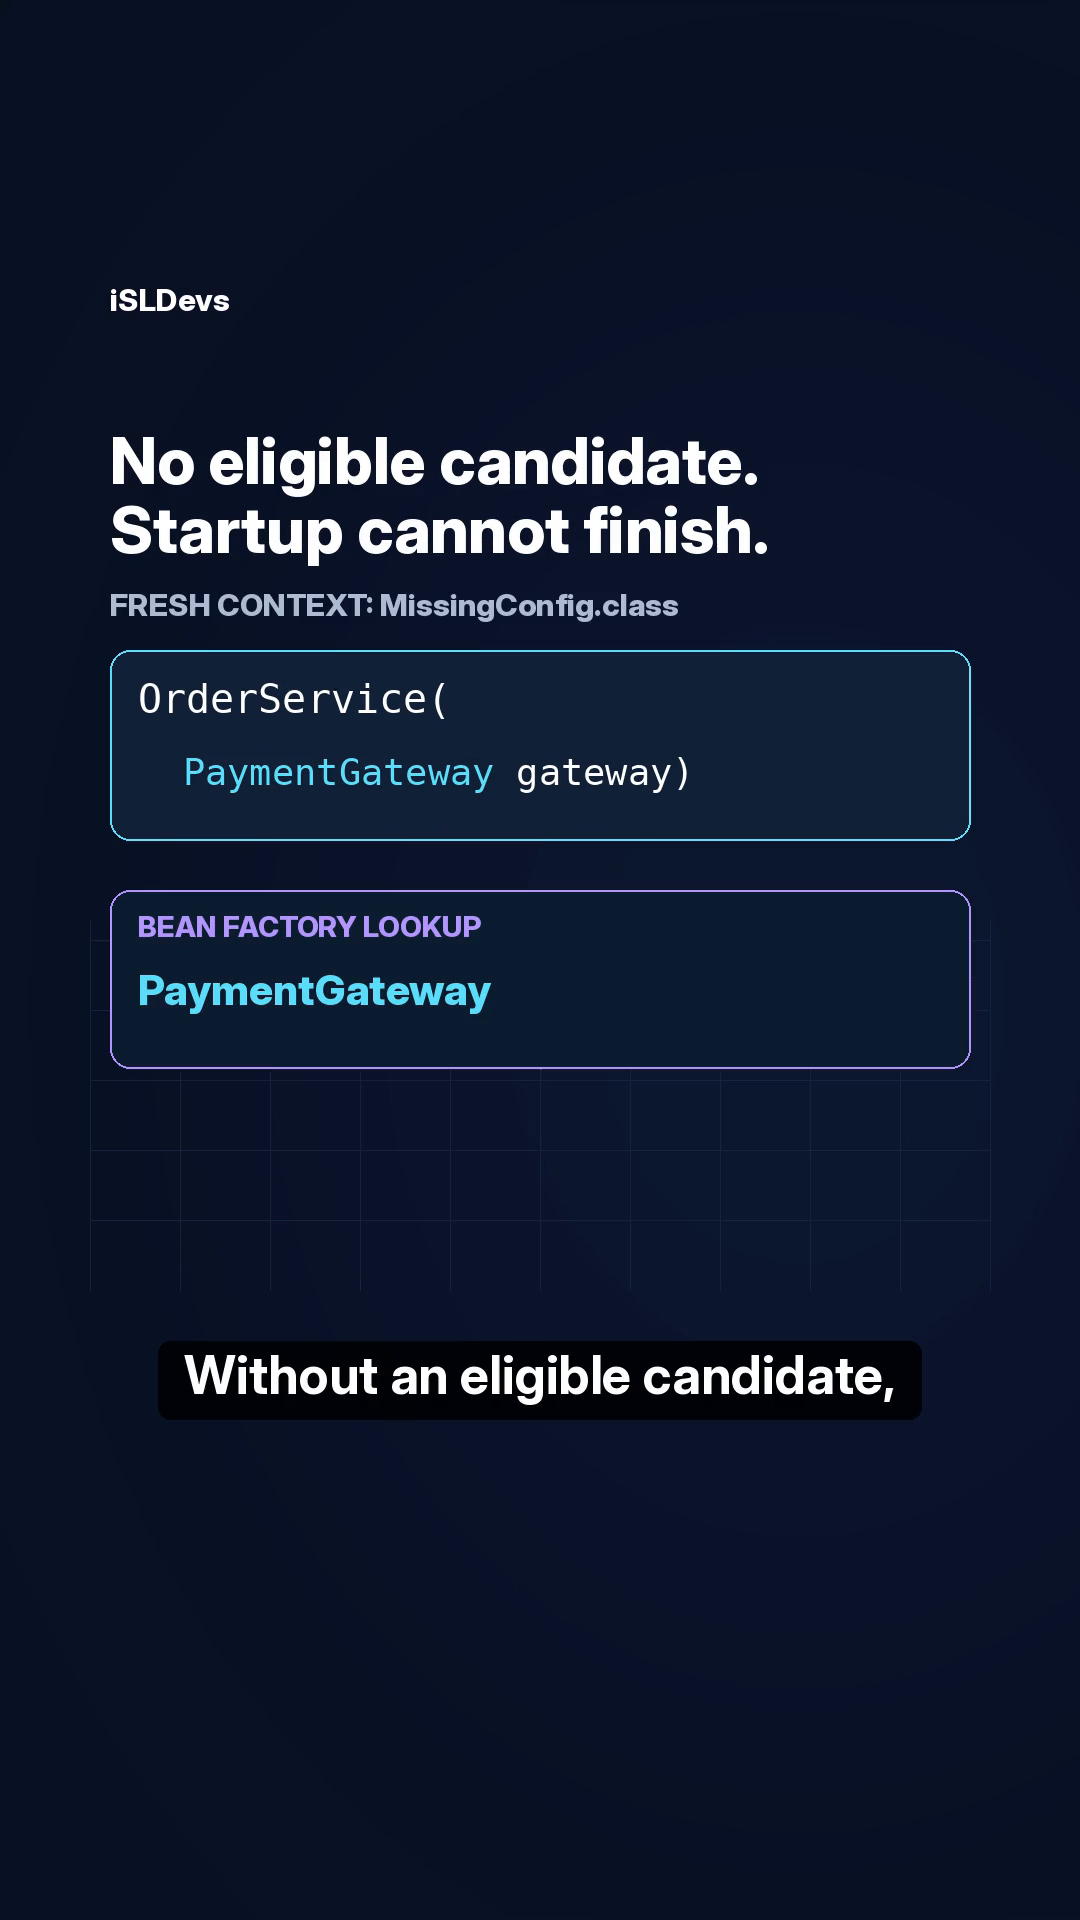 iSLDevs
No eligible candidate.
Startup cannot finish.
FRESH CONTEXT: MissingConfig.class
OrderService(
PaymentGateway gateway)
BEAN FACTORY LOOKUP
PaymentGateway
Without an eligible candidate,